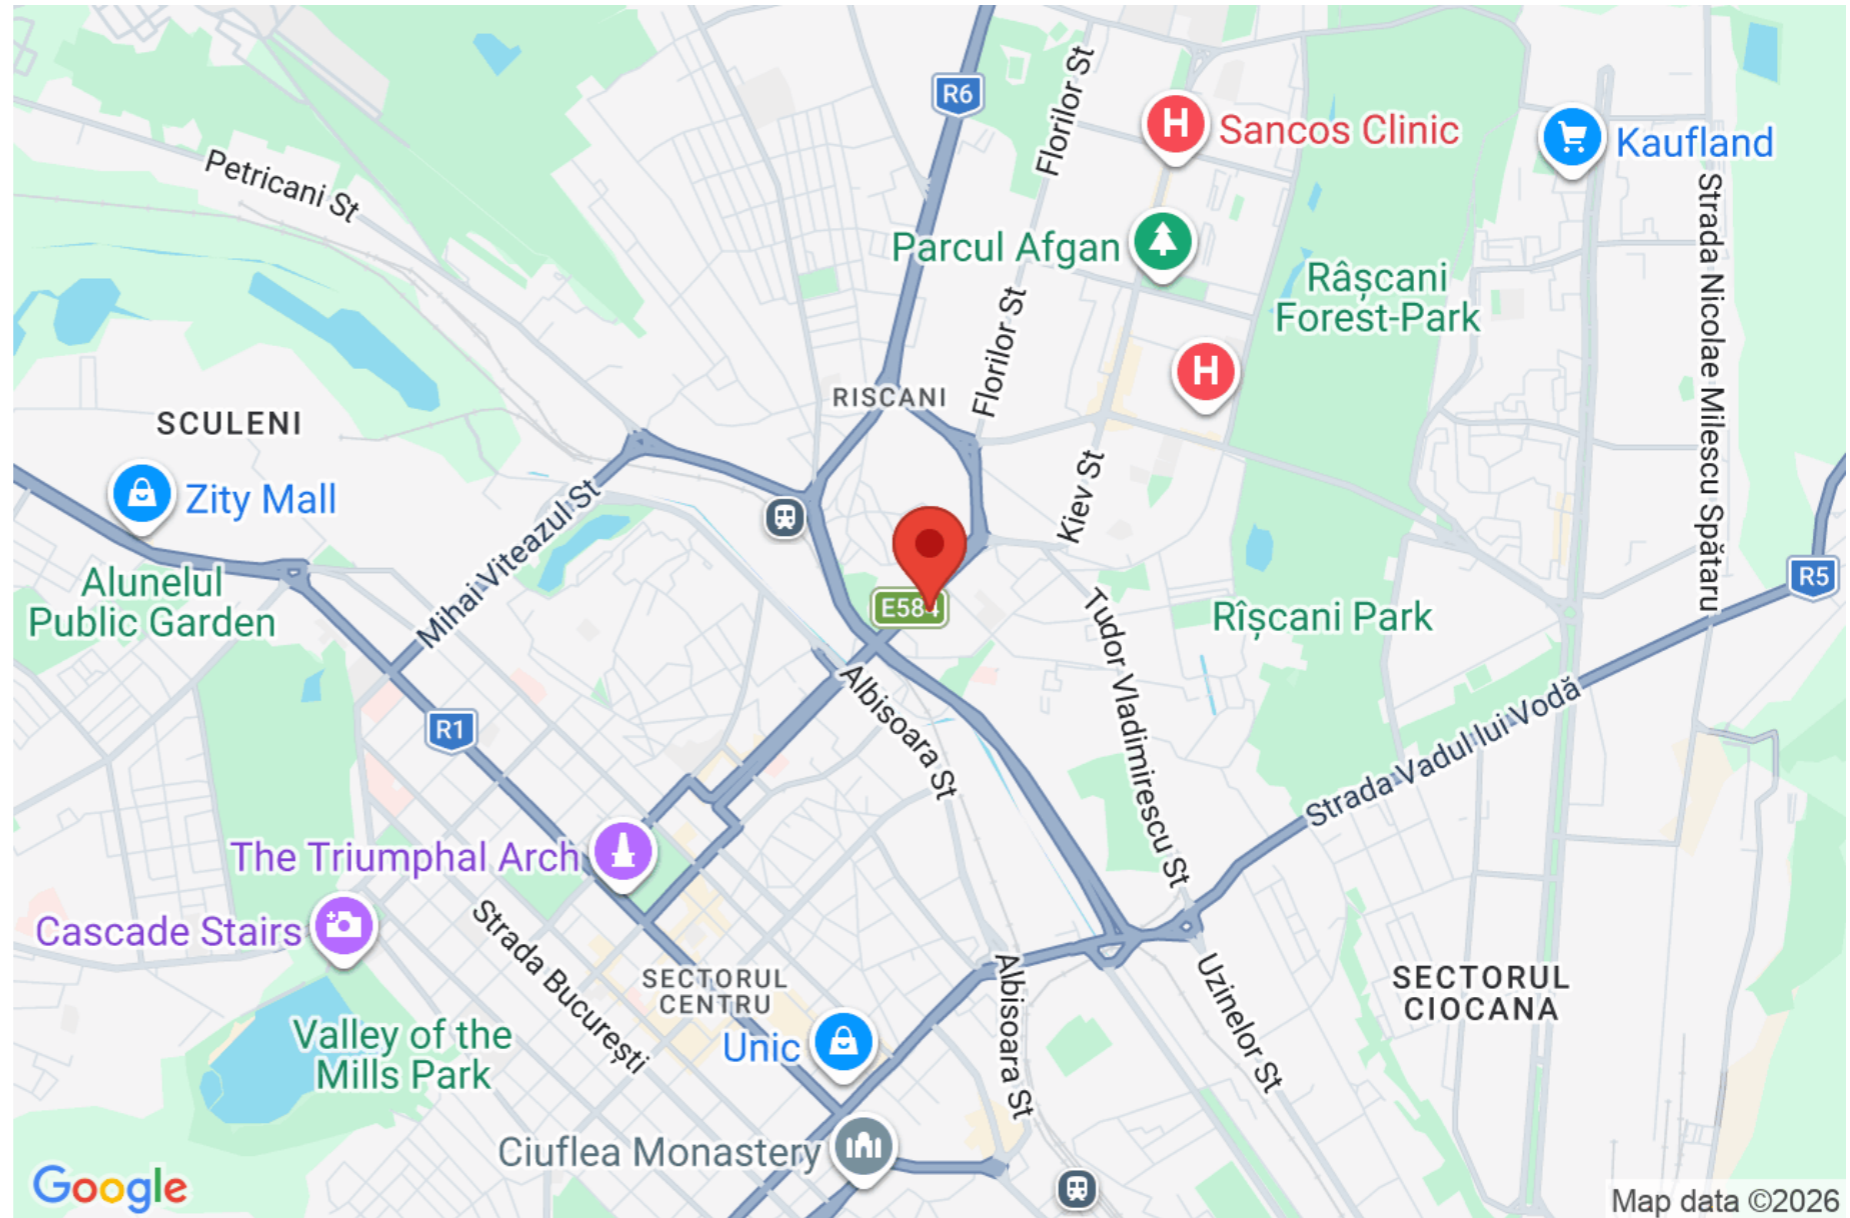 R6
Florilor St
H
Sancos Clinic
Kaufland
Petricani St
Strada Nicolae Milescu Spătaru
Parcul Afgan
Râșcani
Forest-Park
Florilor St
H
RISCANI
SCULENI
Zity Mall
Mihai Viteazul St
Kiev St
R5
Alunelul
Public Garden
E584
Tudor Vladimirescu St
Rîșcani Park
Albisoara St
R1
Strada Vadul lui Vodă
The Triumphal Arch
Cascade Stairs
Strada București
SECTORUL
CENTRU
Albisoara St
Uzinelor St
SECTORUL
CIOCANA
Valley of the
Mills Park
Unic
Ciuflea Monastery
Google
Map data ©2026